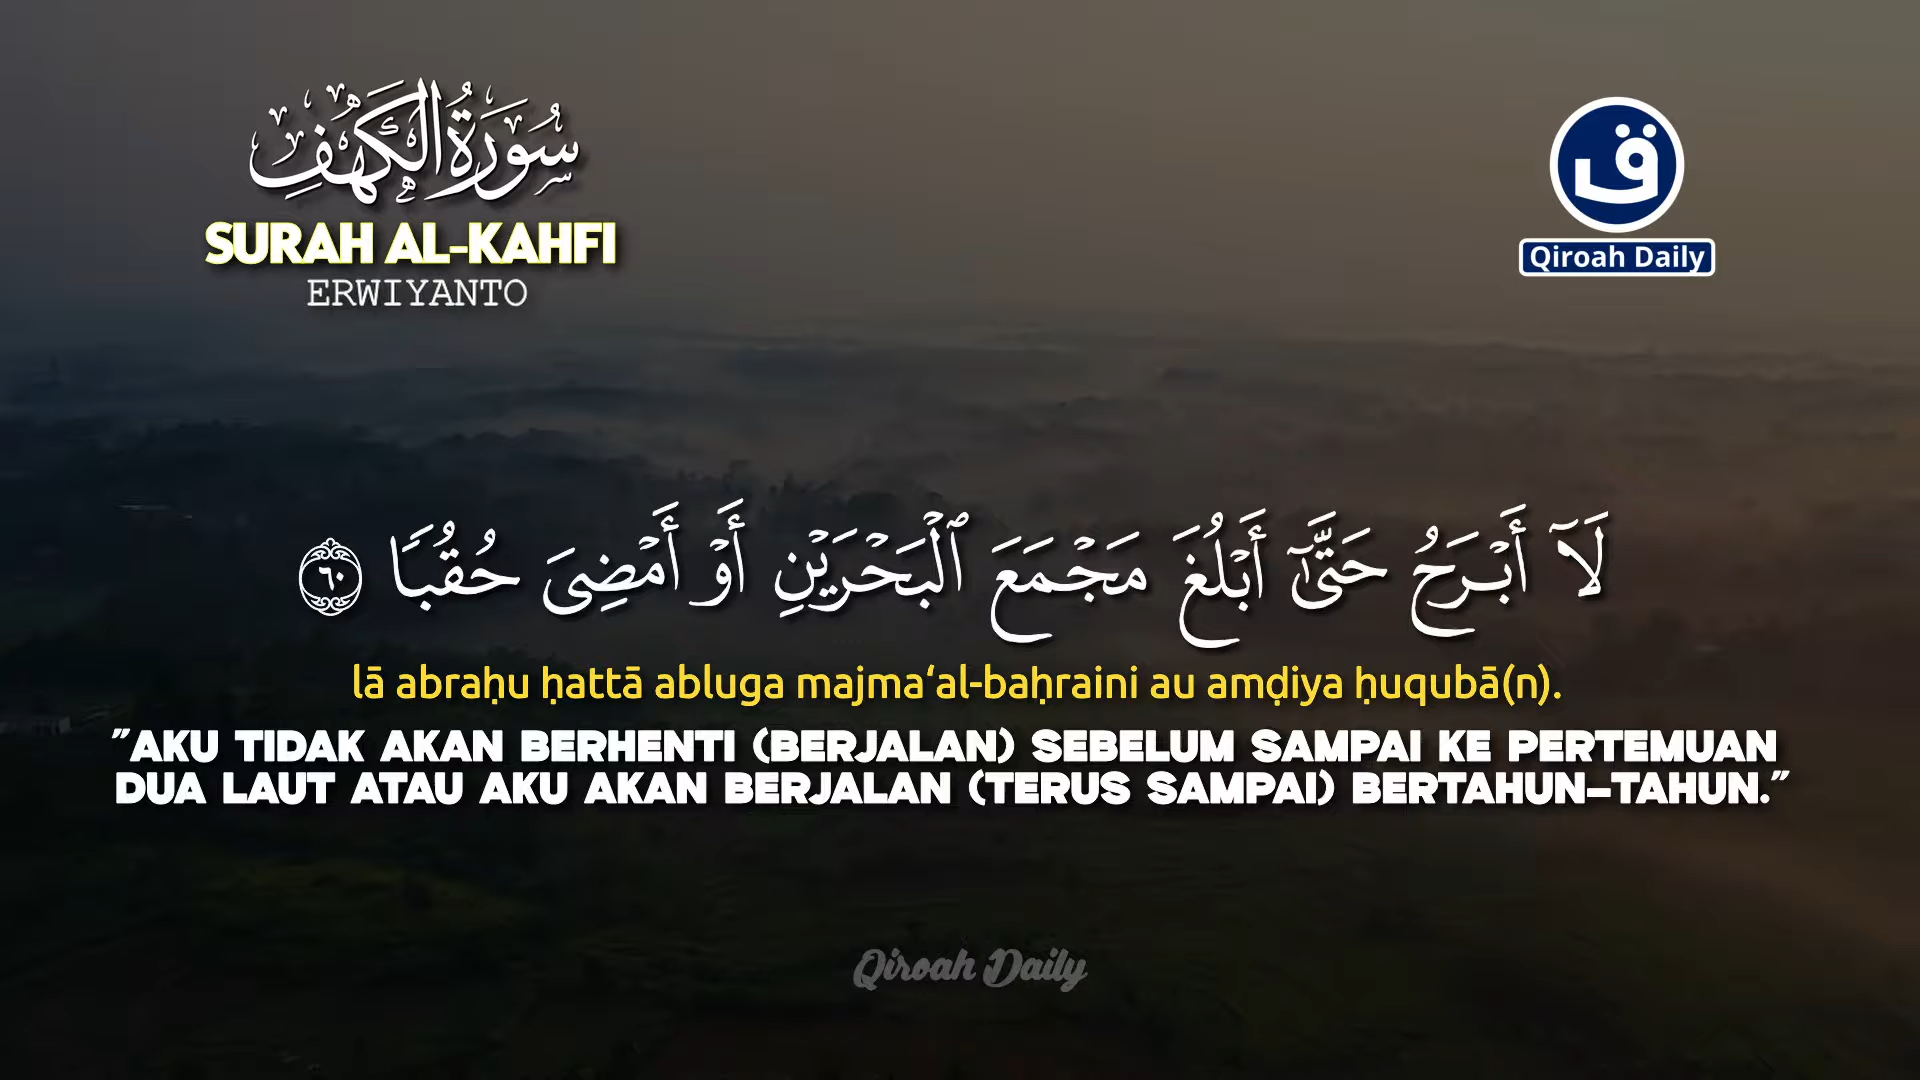 سُورَةُ الْكَهْفِ
SURAH AL-KAHFI
ERWIYANTO
ق
Qiroah Daily
لَآ أَبْرَحُ حَتَّىٰٓ أَبْلُغَ مَجْمَعَ ٱلْبَحْرَيْنِ أَوْ أَمْضِىَ حُقُبًا ٦٠
lā abraḥu ḥattā abluga majma‘al-baḥraini au amḍiya ḥuqubā(n).
"AKU TIDAK AKAN BERHENTI (BERJALAN) SEBELUM SAMPAI KE PERTEMUAN
DUA LAUT ATAU AKU AKAN BERJALAN (TERUS SAMPAI) BERTAHUN-TAHUN."
Qiroah Daily